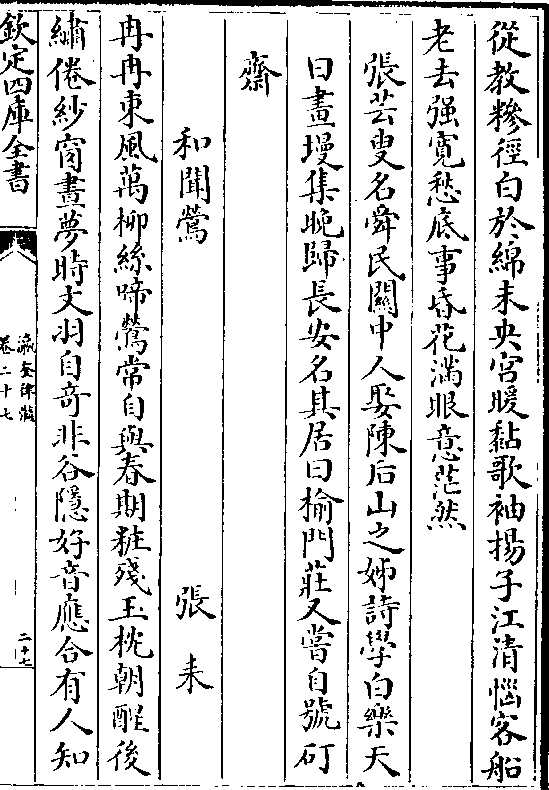 從教糝徑白於綿未央宫暖黏歌袖揚子江清惱客船
老去强寛愁底事昏花滿眼意茫然
張芸叟名舜民關中人娶陳后山之姊詩學白樂天
曰畫墁集晚歸長安名其居曰榆門莊又嘗自號矴
齋
和聞鶯
張耒
冉冉東風萬柳絲啼鶯常自與春期粧殘玉枕朝酲後
繡倦紗窗晝夢時文羽自竒非谷隱好音應合有人知
欽定四庫全書
瀛奎律髓
卷二十七
二十七